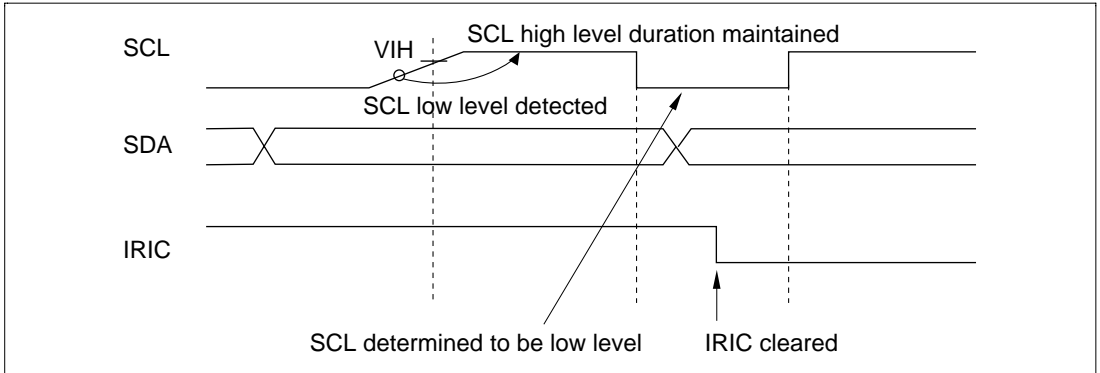 SCL high level duration maintained
SCL
VIH
SCL low level detected
SDA
IRIC
SCL determined to be low level
IRIC cleared